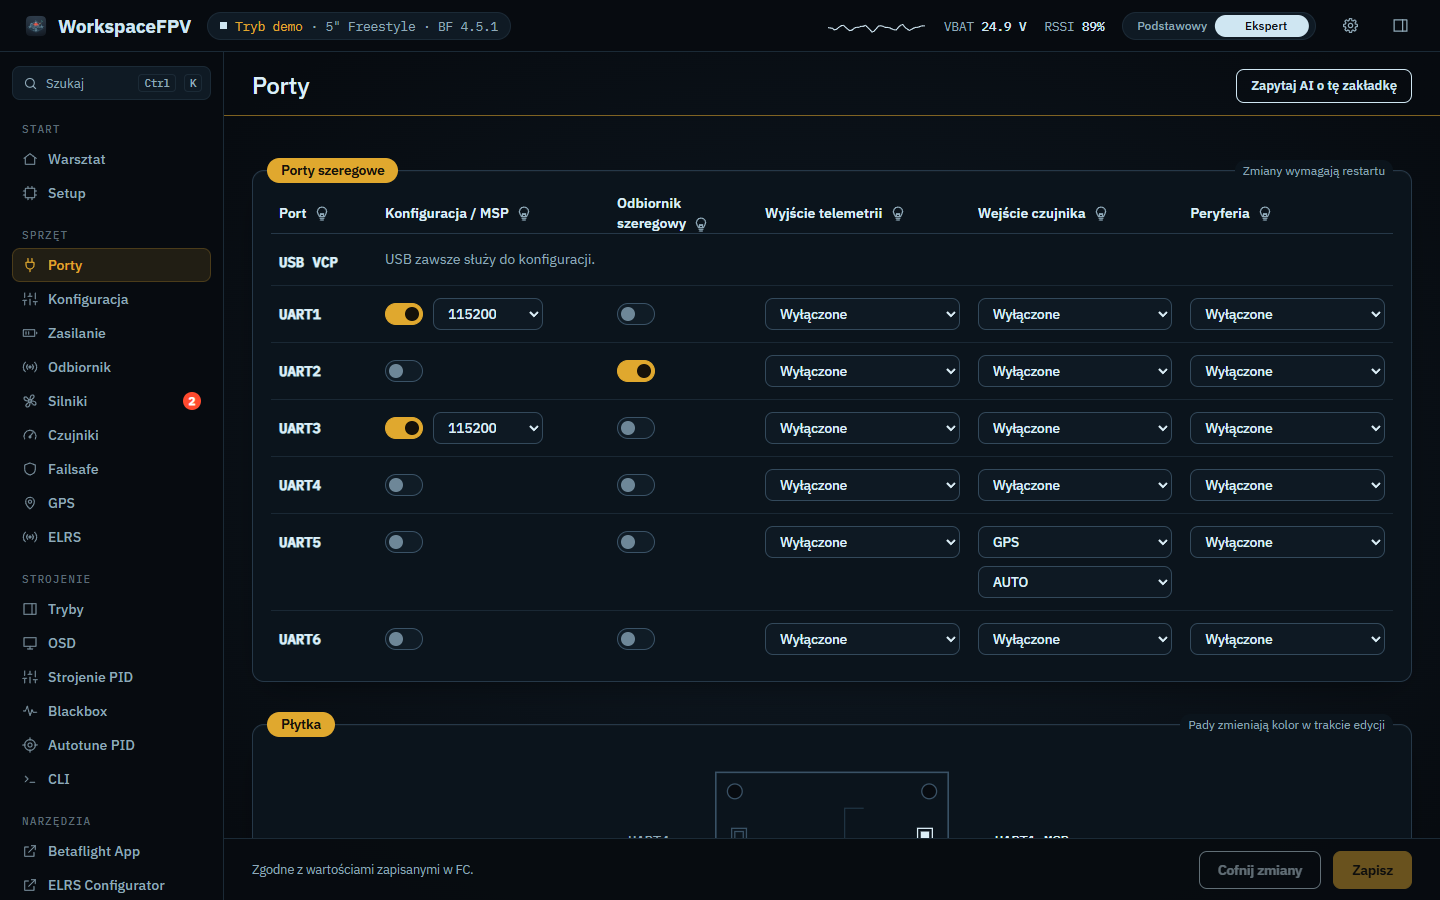 WorkspaceFPV
Tryb demo · 5" Freestyle · BF 4.5.1
VBAT 24.9 V
RSSI 89%
Podstawowy
Ekspert
Szukaj
Ctrl
K
START
Warsztat
Setup
SPRZĘT
Porty
Konfiguracja
Zasilanie
Odbiornik
Silniki
2
Czujniki
Failsafe
GPS
ELRS
STROJENIE
Tryby
OSD
Strojenie PID
Blackbox
Autotune PID
CLI
NARZĘDZIA
Betaflight App
ELRS Configurator
Porty
Zapytaj AI o tę zakładkę
Porty szeregowe
Zmiany wymagają restartu
Port
Konfiguracja / MSP
Odbiornik
szeregowy
Wyjście telemetrii
Wejście czujnika
Peryferia
USB VCP
USB zawsze służy do konfiguracji.
UART1
115200
Wyłączone
Wyłączone
Wyłączone
UART2
Wyłączone
Wyłączone
Wyłączone
UART3
115200
Wyłączone
Wyłączone
Wyłączone
UART4
Wyłączone
Wyłączone
Wyłączone
UART5
Wyłączone
GPS
Wyłączone
AUTO
UART6
Wyłączone
Wyłączone
Wyłączone
Płytka
Pady zmieniają kolor w trakcie edycji
Zgodne z wartościami zapisanymi w FC.
Cofnij zmiany
Zapisz